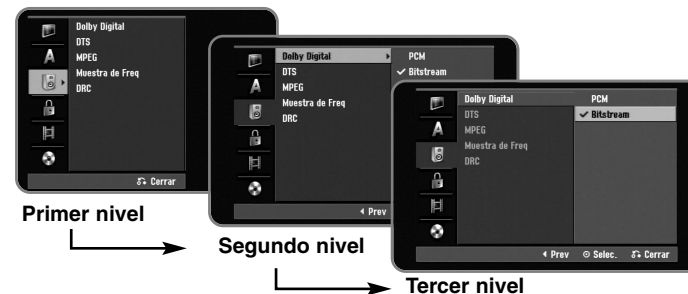 Dolby Digital
DTS
MPEG
Muestra de Freq
DRC
Cerrar
Primer nivel
Dolby Digital
DTS
MPEG
Muestra de Freq
DRC
PCM
Bitstream
Prev
Segundo nivel
Dolby Digital
DTS
MPEG
Muestra de Freq
DRC
PCM
Bitstream
Prev Selec. Cerrar
Tercer nivel